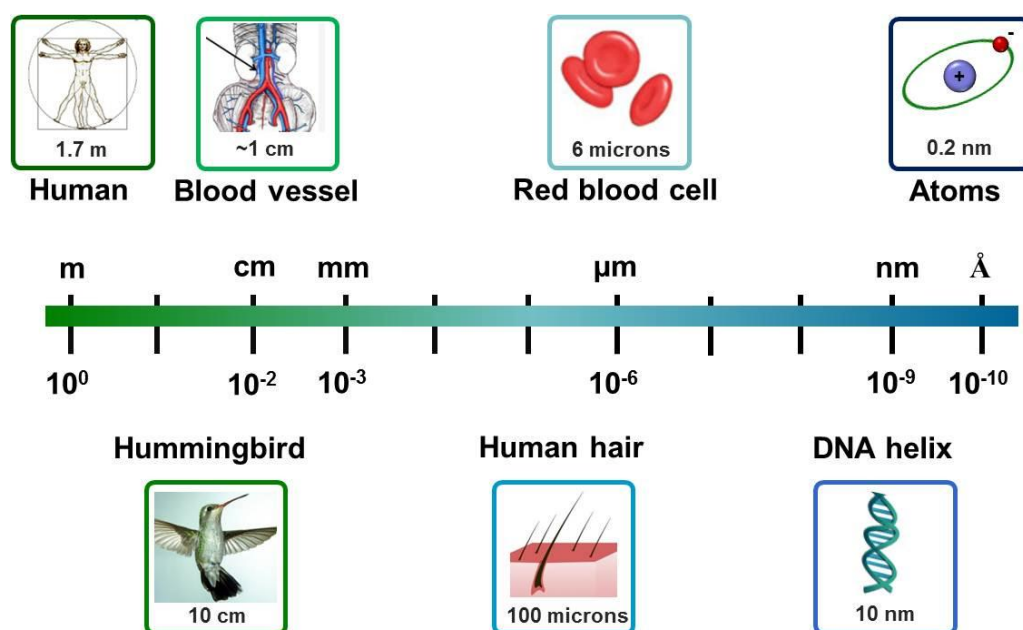 1.7 m
~1 cm
6 microns
-
+
0.2 nm
Human
Blood vessel
Red blood cell
Atoms
m
cm
mm
µm
nm
Å
10⁰
10⁻²
10⁻³
10⁻⁶
10⁻⁹
10⁻¹⁰
Hummingbird
Human hair
DNA helix
10 cm
100 microns
10 nm